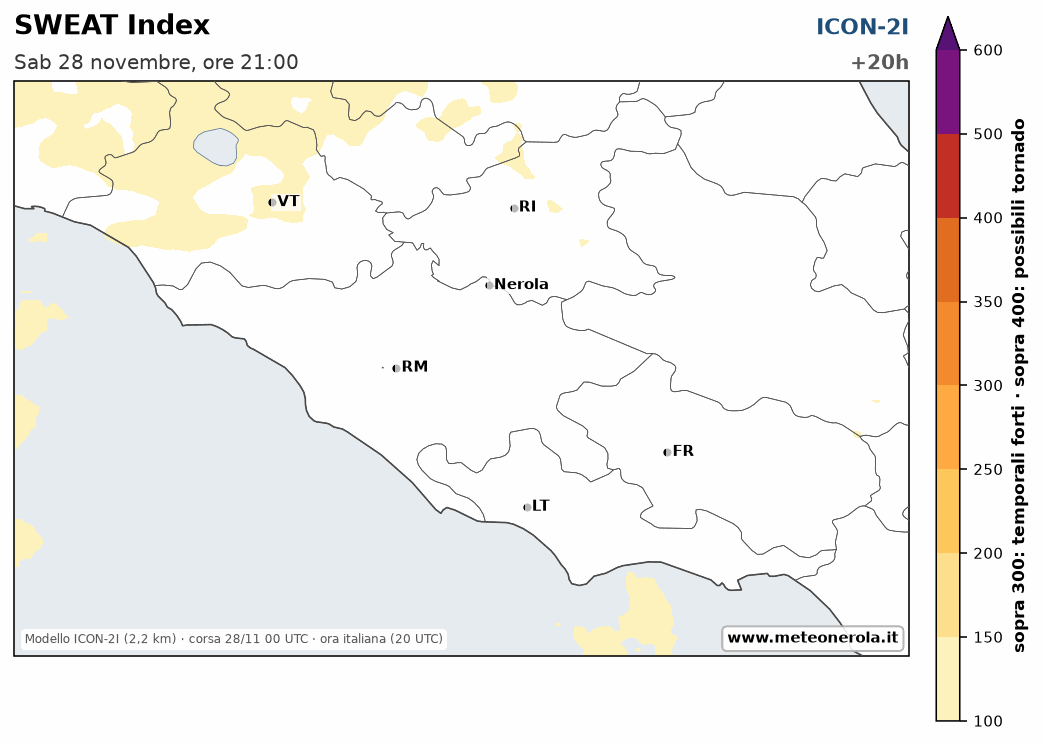 SWEAT Index
ICON-2I
Sab 28 novembre, ore 21:00
+20h
VT
RI
Nerola
RM
FR
LT
Modello ICON-2I (2,2 km) · corsa 28/11 00 UTC · ora italiana (20 UTC)
www.meteonerola.it
600
500
400
350
300
250
200
150
100
sopra 300: temporali forti · sopra 400: possibili tornado